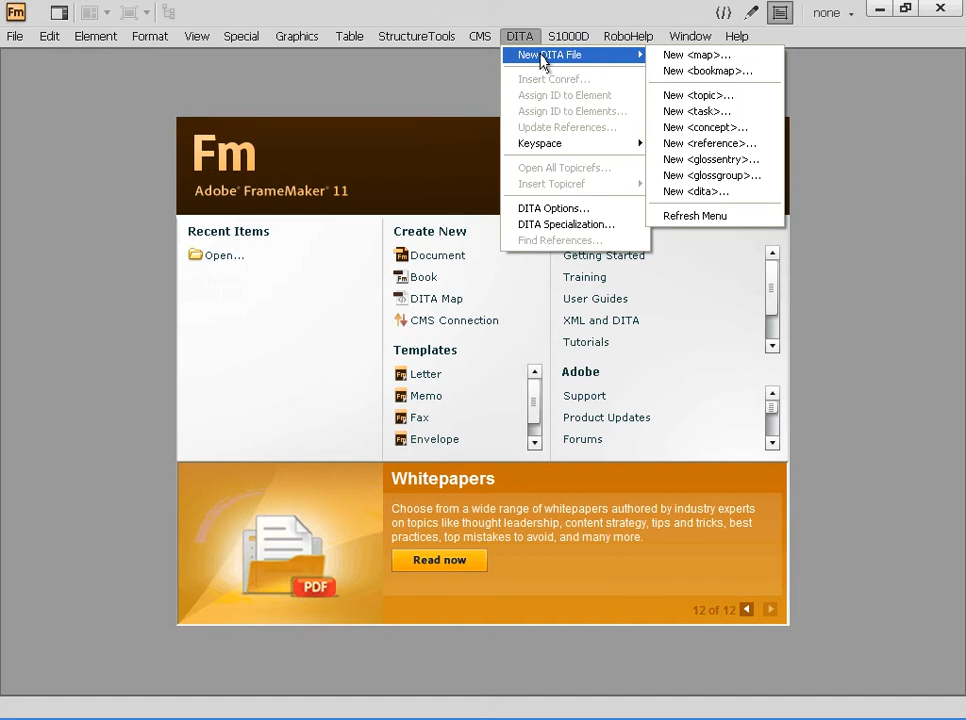 Fm
none
File Edit Element Format View Special Graphics Table StructureTools CMS DITA S1000D RoboHelp Window Help
New DITA File
Insert Conref...
Assign ID to Element
Assign ID to Elements...
Update References...
Keyspace
Open All Topicrefs...
Insert Topicref
DITA Options...
DITA Specialization...
Find References...
New <map>...
New <bookmap>...
New <topic>...
New <task>...
New <concept>...
New <reference>...
New <glossentry>...
New <glossgroup>...
New <dita>...
Refresh Menu
Fm
Adobe® FrameMaker® 11
Recent Items
Open...
Create New
Document
Book
DITA Map
CMS Connection
Templates
Letter
Memo
Fax
Envelope
Getting Started
Training
User Guides
XML and DITA
Tutorials
Adobe
Support
Product Updates
Forums
Whitepapers
Choose from a wide range of whitepapers authored by industry experts
on topics like thought leadership, content strategy, tips and tricks, best
practices, top mistakes to avoid, and many more.
Read now
PDF
12 of 12